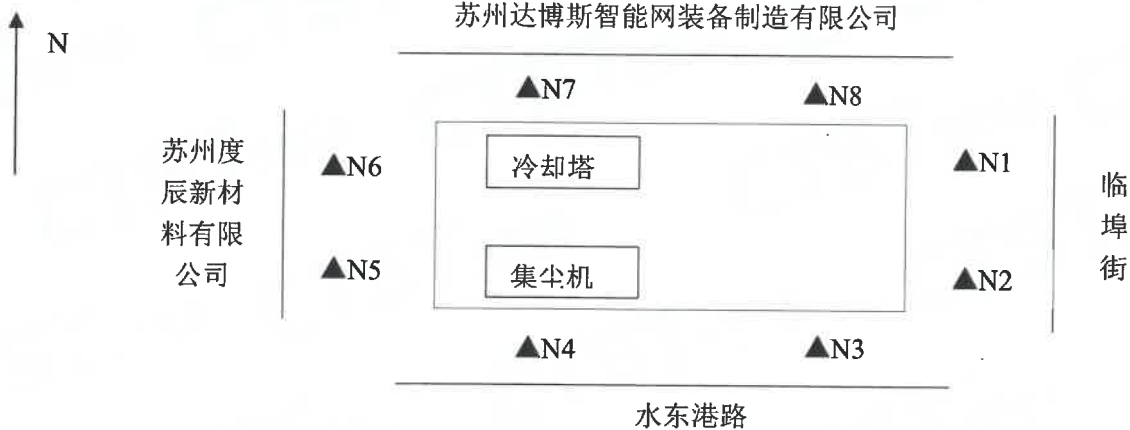 苏州达博斯智能网装备制造有限公司
N
▲N7
▲N8
苏州度
辰新材
料有限
公司
▲N6
冷却塔
▲N1
临
埠
街
▲N5
集尘机
▲N2
▲N4
▲N3
水东港路